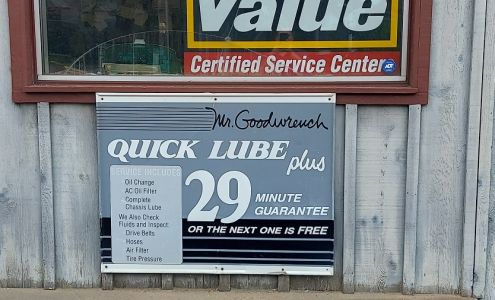 Value
Certified Service Center
ADT
Mr. Goodwrench
QUICK LUBE plus
SERVICE INCLUDES
Oil Change
AC Oil Filter
Complete
Chassis Lube
We Also Check
Fluids and Inspect:
Drive Belts
Hoses
Air Filter
Tire Pressure
29 MINUTE
GUARANTEE
OR THE NEXT ONE IS FREE